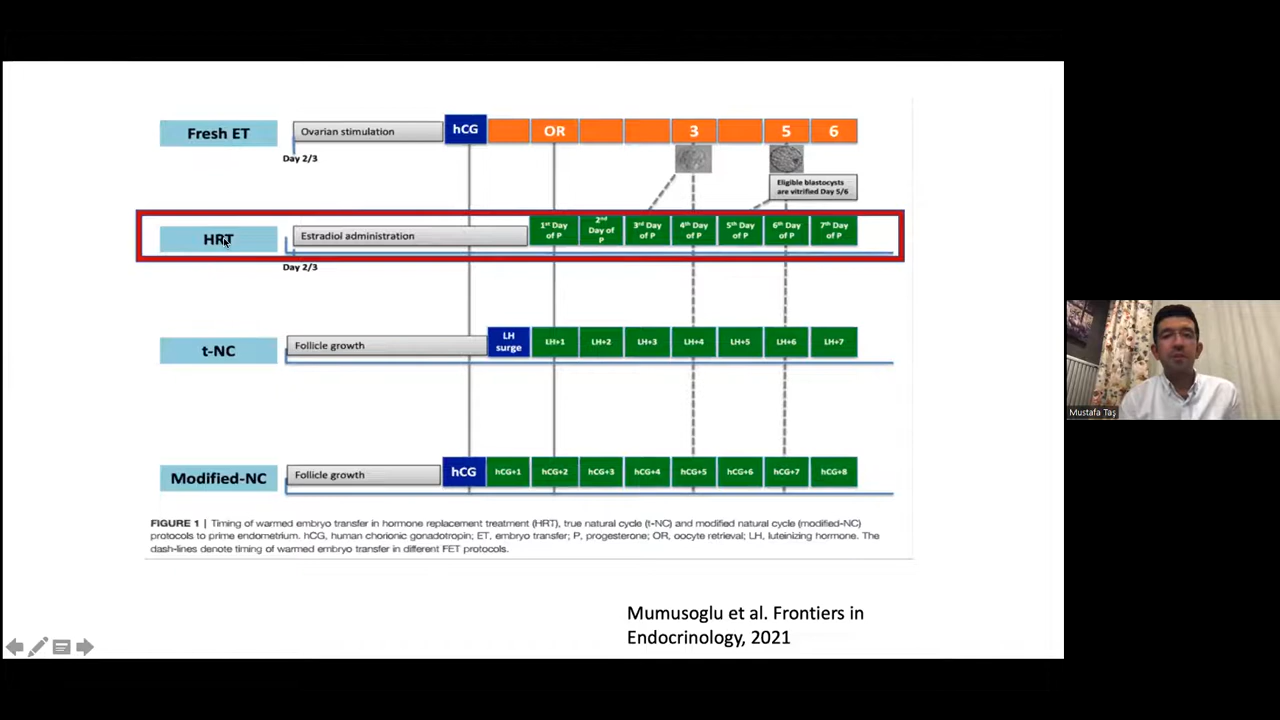 Fresh ET
Ovarian stimulation
hCG
OR
3
5
6
Day 2/3
Eligible blastocysts
are vitrified Day 5/6
HRT
Estradiol administration
1st Day
of P
2nd
Day of
P
3rd Day
of P
4th Day
of P
5th Day
of P
6th Day
of P
7th Day
of P
Day 2/3
t-NC
Follicle growth
LH
surge
LH+1
LH+2
LH+3
LH+4
LH+5
LH+6
LH+7
Modified-NC
Follicle growth
hCG
hCG+1
hCG+2
hCG+3
hCG+4
hCG+5
hCG+6
hCG+7
hCG+8
FIGURE 1 | Timing of warmed embryo transfer in hormone replacement treatment (HRT), true natural cycle (t-NC) and modified natural cycle (modified-NC)
protocols to prime endometrium. hCG, human chorionic gonadotropin; ET, embryo transfer; P, progesterone; OR, oocyte retrieval; LH, luteinizing hormone. The
dash-lines denote timing of warmed embryo transfer in different FET protocols.
Mumusoglu et al. Frontiers in
Endocrinology, 2021
Mustafa Taş